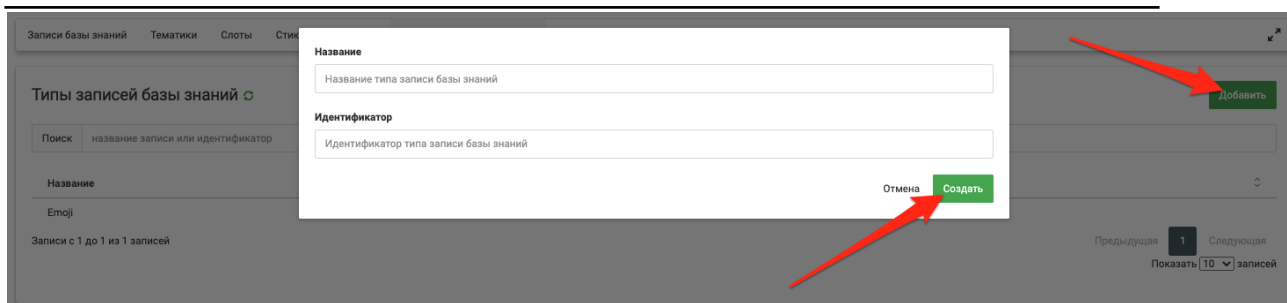 Записи базы знаний Тематики Слоты Стик
Название
Название типа записи базы знаний
Типы записей базы знаний
Добавить
Идентификатор
Поиск название записи или идентификатор
Идентификатор типа записи базы знаний
Название
Отмена Создать
Emoji
Записи с 1 до 1 из 1 записей
Предыдущая 1 Следующая
Показать 10 записей